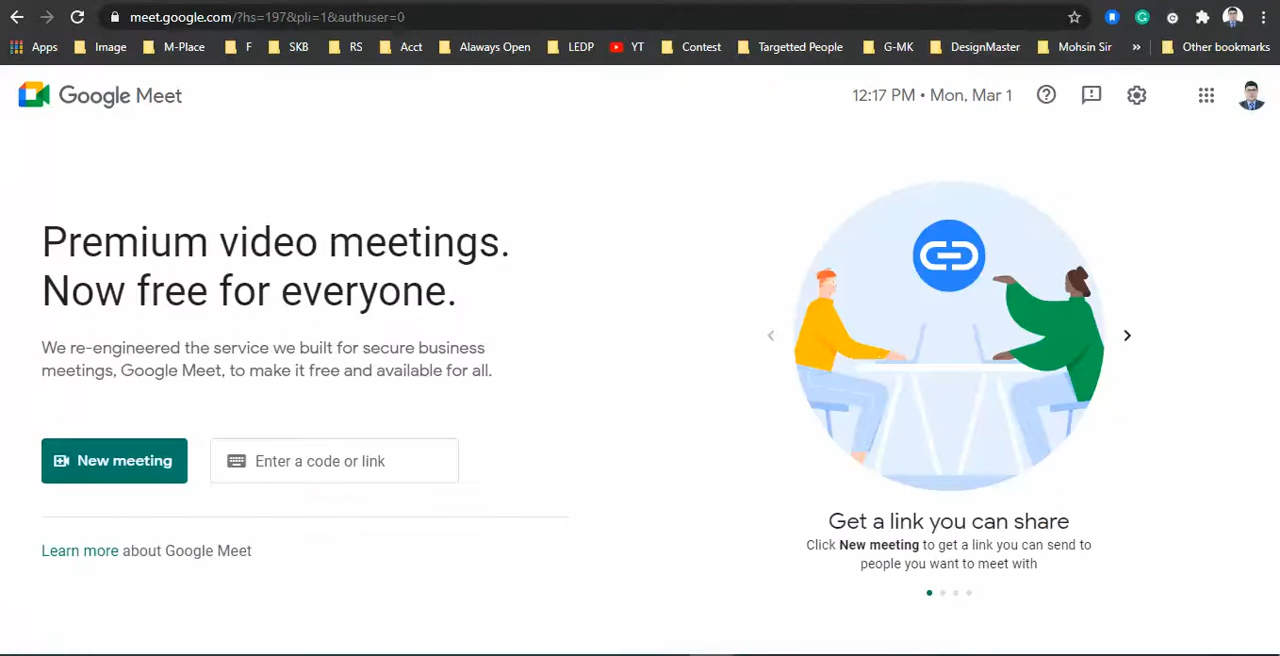 meet.google.com/?hs=197&pli=1&authuser=0
Apps Image M-Place F SKB RS Acct Alaways Open LEDP YT Contest Targetted People G-MK DesignMaster Mohsin Sir » Other bookmarks
Google Meet
12:17 PM • Mon, Mar 1
Premium video meetings.
Now free for everyone.
We re-engineered the service we built for secure business
meetings, Google Meet, to make it free and available for all.
New meeting
Enter a code or link
Learn more about Google Meet
Get a link you can share
Click New meeting to get a link you can send to
people you want to meet with